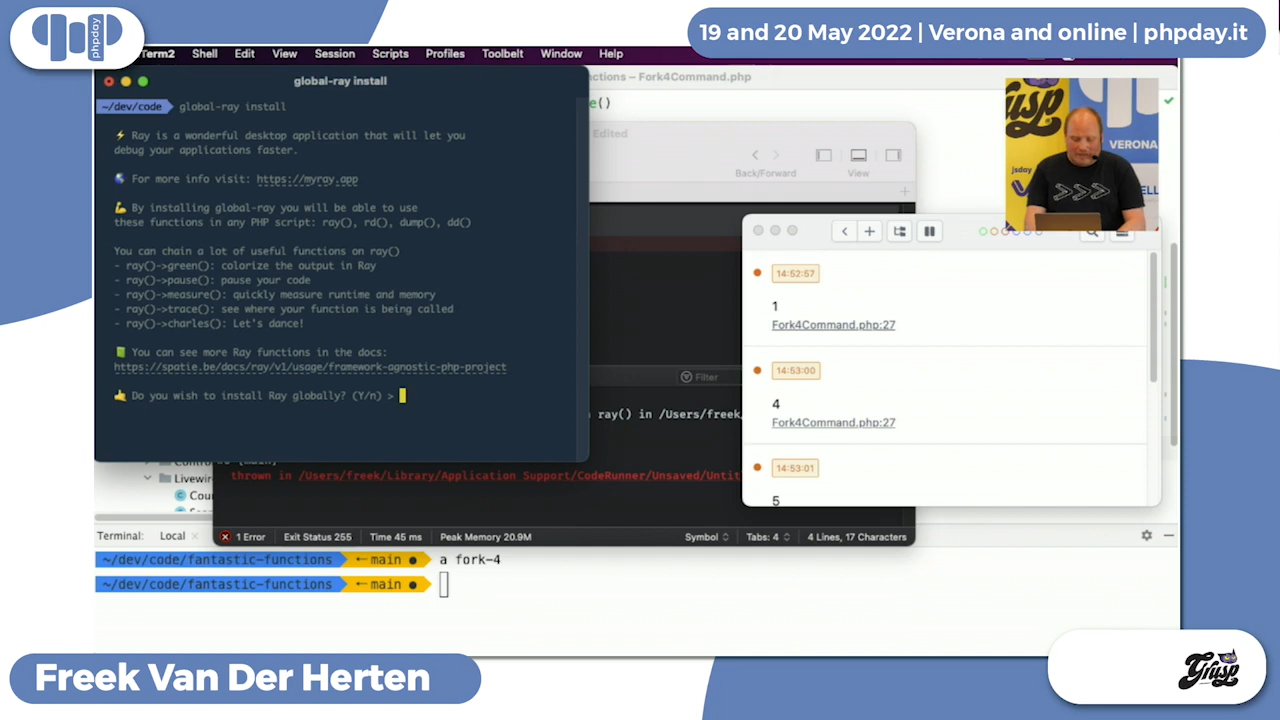 phpday
19 and 20 May 2022 | Verona and online | phpday.it
Term2 Shell Edit View Session Scripts Profiles Toolbelt Window Help
global-ray install
nctions – Fork4Command.php
e()
~/dev/code global-ray install
⚡ Ray is a wonderful desktop application that will let you
debug your applications faster.
🌏 For more info visit: https://myray.app
💪 By installing global-ray you will be able to use
these functions in any PHP script: ray(), rd(), dump(), dd()
You can chain a lot of useful functions on ray()
- ray()->green(): colorize the output in Ray
- ray()->pause(): pause your code
- ray()->measure(): quickly measure runtime and memory
- ray()->trace(): see where your function is being called
- ray()->charles(): Let's dance!
📗 You can see more Ray functions in the docs:
https://spatie.be/docs/ray/v1/usage/framework-agnostic-php-project
🤙 Do you wish to install Ray globally? (Y/n) >
Edited
Back/Forward
View
Filter
ray() in /Users/freek/
thrown in /Users/freek/Library/Application Support/CodeRunner/Unsaved/Untit
Livewire
Cou
1 Error Exit Status 255 Time 45 ms Peak Memory 20.9M Symbol Tabs: 4 4 Lines, 17 Characters
14:52:57
1
Fork4Command.php:27
14:53:00
4
Fork4Command.php:27
14:53:01
5
grusp
VERONA
jsday
Terminal: Local
~/dev/code/fantastic-functions main ● a fork-4
~/dev/code/fantastic-functions main ●
Freek Van Der Herten
Grusp